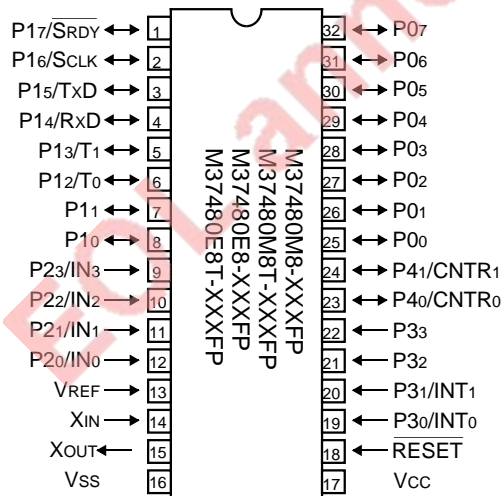 P17/SRDY 1 32 P07
P16/SCLK 2 31 P06
P15/TXD 3 30 P05
P14/RXD 4 29 P04
P13/T1 5 28 P03
P12/T0 6 27 P02
P11 7 26 P01
P10 8 25 P00
P23/IN3 9 24 P41/CNTR1
P22/IN2 10 23 P40/CNTR0
P21/IN1 11 22 P33
P20/IN0 12 21 P32
VREF 13 20 P31/INT1
XIN 14 19 P30/INT0
XOUT 15 18 RESET
VSS 16 17 VCC
M37480M8-XXXFP
M37480M8T-XXXFP
M37480E8-XXXFP
M37480E8T-XXXFP
EOL anno